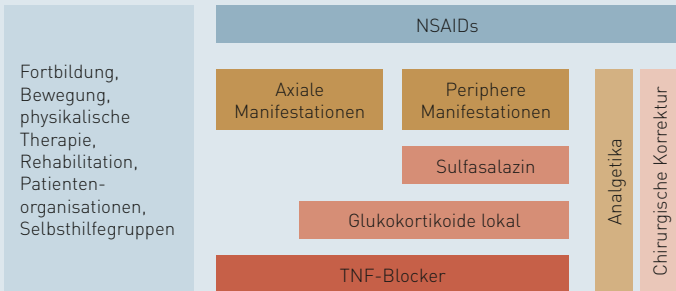 Fortbildung,
Bewegung,
physikalische
Therapie,
Rehabilitation,
Patienten-
organisationen,
Selbsthilfegruppen
NSAIDs
Axiale
Manifestationen
Periphere
Manifestationen
Sulfasalazin
Glukokortikoide lokal
TNF-Blocker
Analgetika
Chirurgische Korrektur